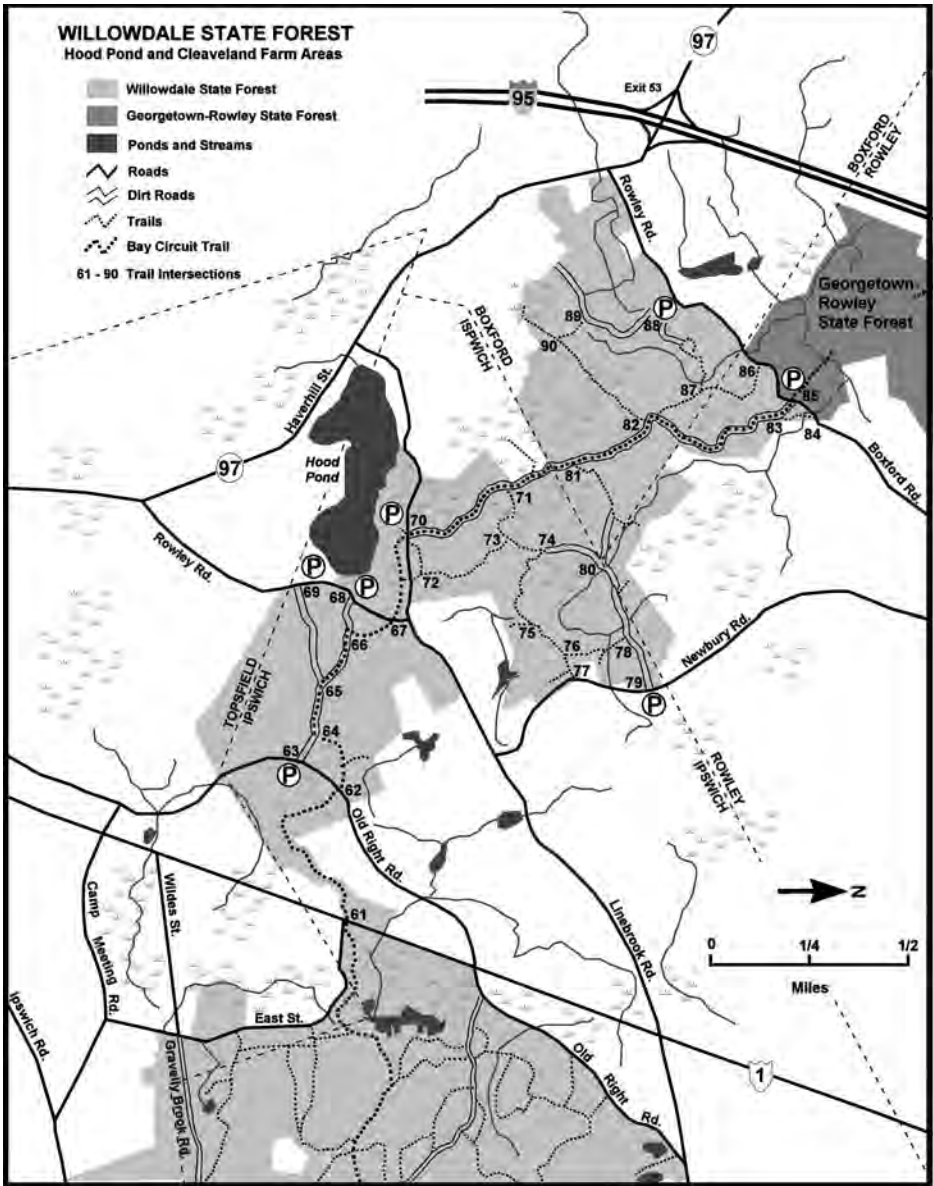 WILLOWDALE STATE FOREST
Hood Pond and Cleaveland Farm Areas
Willowdale State Forest
Georgetown-Rowley State Forest
Ponds and Streams
Roads
Dirt Roads
Trails
Bay Circuit Trail
61 - 90 Trail Intersections
97
Exit 53
95
BOXFORD
ROWLEY
Rowley Rd.
Georgetown-
Rowley
State Forest
BOXFORD
IPSWICH
89
P
88
90
86
P
87
85
82
83
84
Haverhill St.
97
Hood
Pond
81
Boxford Rd.
71
P
70
73
74
Rowley Rd.
P
72
80
69
68
P
67
75
66
76
78
Newbury Rd.
77
79
P
65
TOPSFIELD
IPSWICH
64
63
P
62
ROWLEY
IPSWICH
Old Right Rd.
Camp Meeting Rd.
Wildes St.
61
Linebrook Rd.
N
0 1/4 1/2
Miles
Ipswich Rd.
East St.
Gravelly Brook Rd.
Old Right Rd.
1